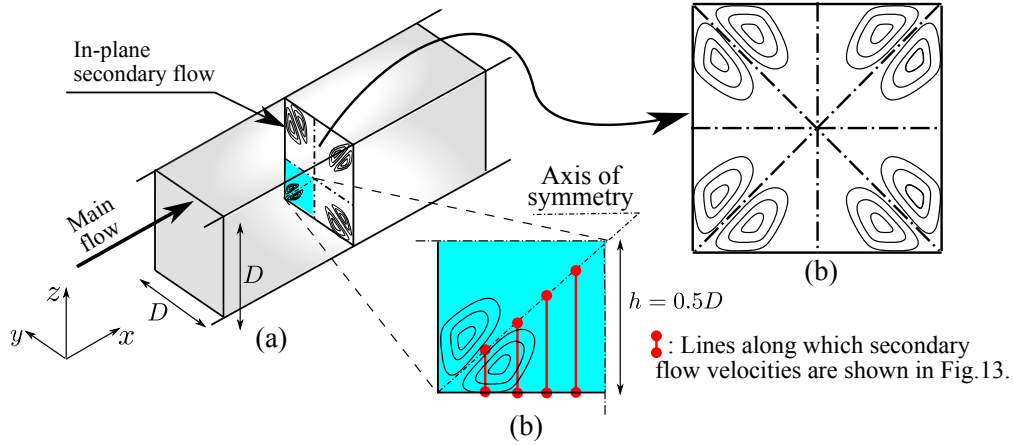 In-plane
secondary flow
Main
flow
D
D
z
y
x
(a)
Axis of
symmetry
h = 0.5D
(b)
(b)
: Lines along which secondary
flow velocities are shown in Fig.13.